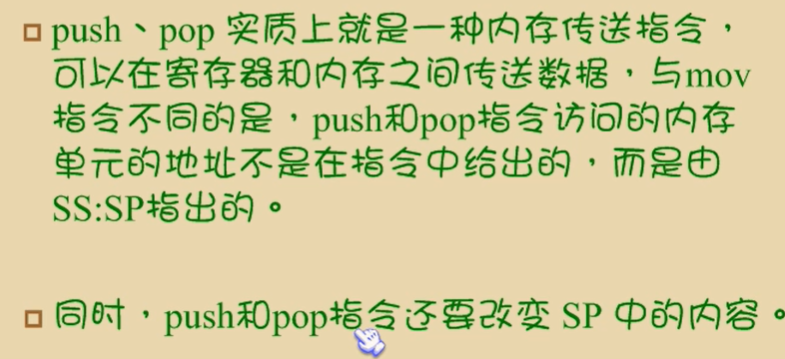 push、pop 实质上就是一种内存传送指令，
可以在寄存器和内存之间传送数据，与mov
指令不同的是，push和pop指令访问的内存
单元的地址不是在指令中给出的，而是由
SS:SP指出的。
同时，push和pop指令还要改变 SP 中的内容。